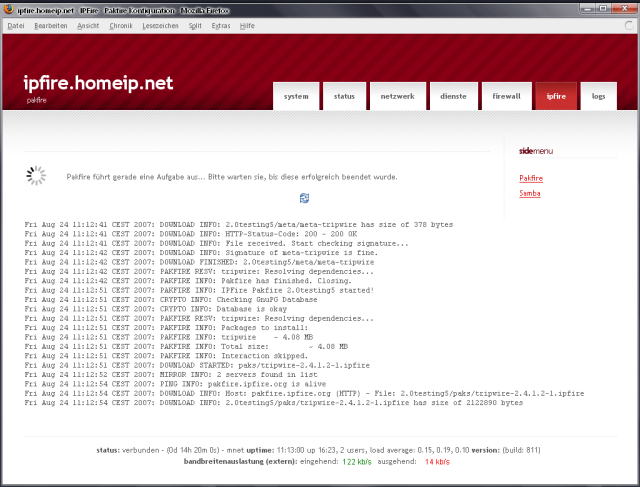 ipfire.homeip.net - IPFire - Pakfire Konfiguration - Mozilla Firefox
Datei Bearbeiten Ansicht Chronik Lesezeichen Split Extras Hilfe
ipfire.homeip.net
pakfire
system status netzwerk dienste firewall ipfire logs
sidemenu
Pakfire führt gerade eine Aufgabe aus... Bitte warten sie, bis diese erfolgreich beendet wurde.
Pakfire
Samba
Fri Aug 24 11:12:41 CEST 2007: DOWNLOAD INFO: 2.0testing5/meta/meta-tripwire has size of 378 bytes
Fri Aug 24 11:12:41 CEST 2007: DOWNLOAD INFO: HTTP-Status-Code: 200 - 200 OK
Fri Aug 24 11:12:41 CEST 2007: DOWNLOAD INFO: File received. Start checking signature...
Fri Aug 24 11:12:42 CEST 2007: DOWNLOAD INFO: Signature of meta-tripwire is fine.
Fri Aug 24 11:12:42 CEST 2007: DOWNLOAD FINISHED: 2.0testing5/meta/meta-tripwire
Fri Aug 24 11:12:42 CEST 2007: PAKFIRE RESV: tripwire: Resolving dependencies...
Fri Aug 24 11:12:42 CEST 2007: PAKFIRE INFO: Pakfire has finished. Closing.
Fri Aug 24 11:12:51 CEST 2007: PAKFIRE INFO: IPFire Pakfire 2.0testing5 started!
Fri Aug 24 11:12:51 CEST 2007: CRYPTO INFO: Checking GnuPG Database
Fri Aug 24 11:12:51 CEST 2007: CRYPTO INFO: Database is okay
Fri Aug 24 11:12:51 CEST 2007: PAKFIRE RESV: tripwire: Resolving dependencies...
Fri Aug 24 11:12:51 CEST 2007: PAKFIRE INFO: Packages to install:
Fri Aug 24 11:12:51 CEST 2007: PAKFIRE INFO: tripwire - 4.08 MB
Fri Aug 24 11:12:51 CEST 2007: PAKFIRE INFO: Total size: ~ 4.08 MB
Fri Aug 24 11:12:51 CEST 2007: PAKFIRE INFO: Interaction skipped.
Fri Aug 24 11:12:51 CEST 2007: DOWNLOAD STARTED: paks/tripwire-2.4.1.2-1.ipfire
Fri Aug 24 11:12:52 CEST 2007: MIRROR INFO: 2 servers found in list
Fri Aug 24 11:12:54 CEST 2007: PING INFO: pakfire.ipfire.org is alive
Fri Aug 24 11:12:54 CEST 2007: DOWNLOAD INFO: Host: pakfire.ipfire.org (HTTP) - File: 2.0testing5/paks/tripwire-2.4.1.2-1.ipfire
Fri Aug 24 11:12:54 CEST 2007: DOWNLOAD INFO: 2.0testing5/paks/tripwire-2.4.1.2-1.ipfire has size of 2122890 bytes
status: verbunden - (0d 14h 20m 0s) - mnet uptime: 11:13:00 up 16:23, 2 users, load average: 0.15, 0.19, 0.10 version: (build: 811)
bandbreitenauslastung (extern): eingehend: 122 kb/s ausgehend: 14 kb/s